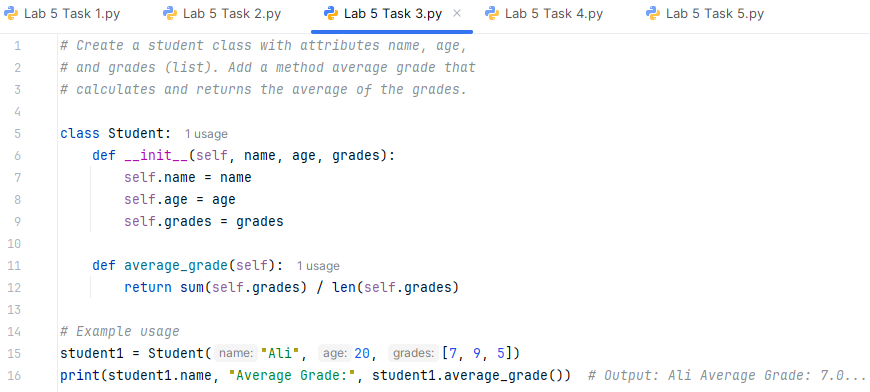 Lab 5 Task 1.py Lab 5 Task 2.py Lab 5 Task 3.py × Lab 5 Task 4.py Lab 5 Task 5.py
1 # Create a student class with attributes name, age,
2 # and grades (list). Add a method average grade that
3 # calculates and returns the average of the grades.
4
5 class Student: 1 usage
6     def __init__(self, name, age, grades):
7         self.name = name
8         self.age = age
9         self.grades = grades
10
11     def average_grade(self): 1 usage
12         return sum(self.grades) / len(self.grades)
13
14 # Example usage
15 student1 = Student( name: "Ali", age: 20, grades: [7, 9, 5])
16 print(student1.name, "Average Grade:", student1.average_grade()) # Output: Ali Average Grade: 7.0...